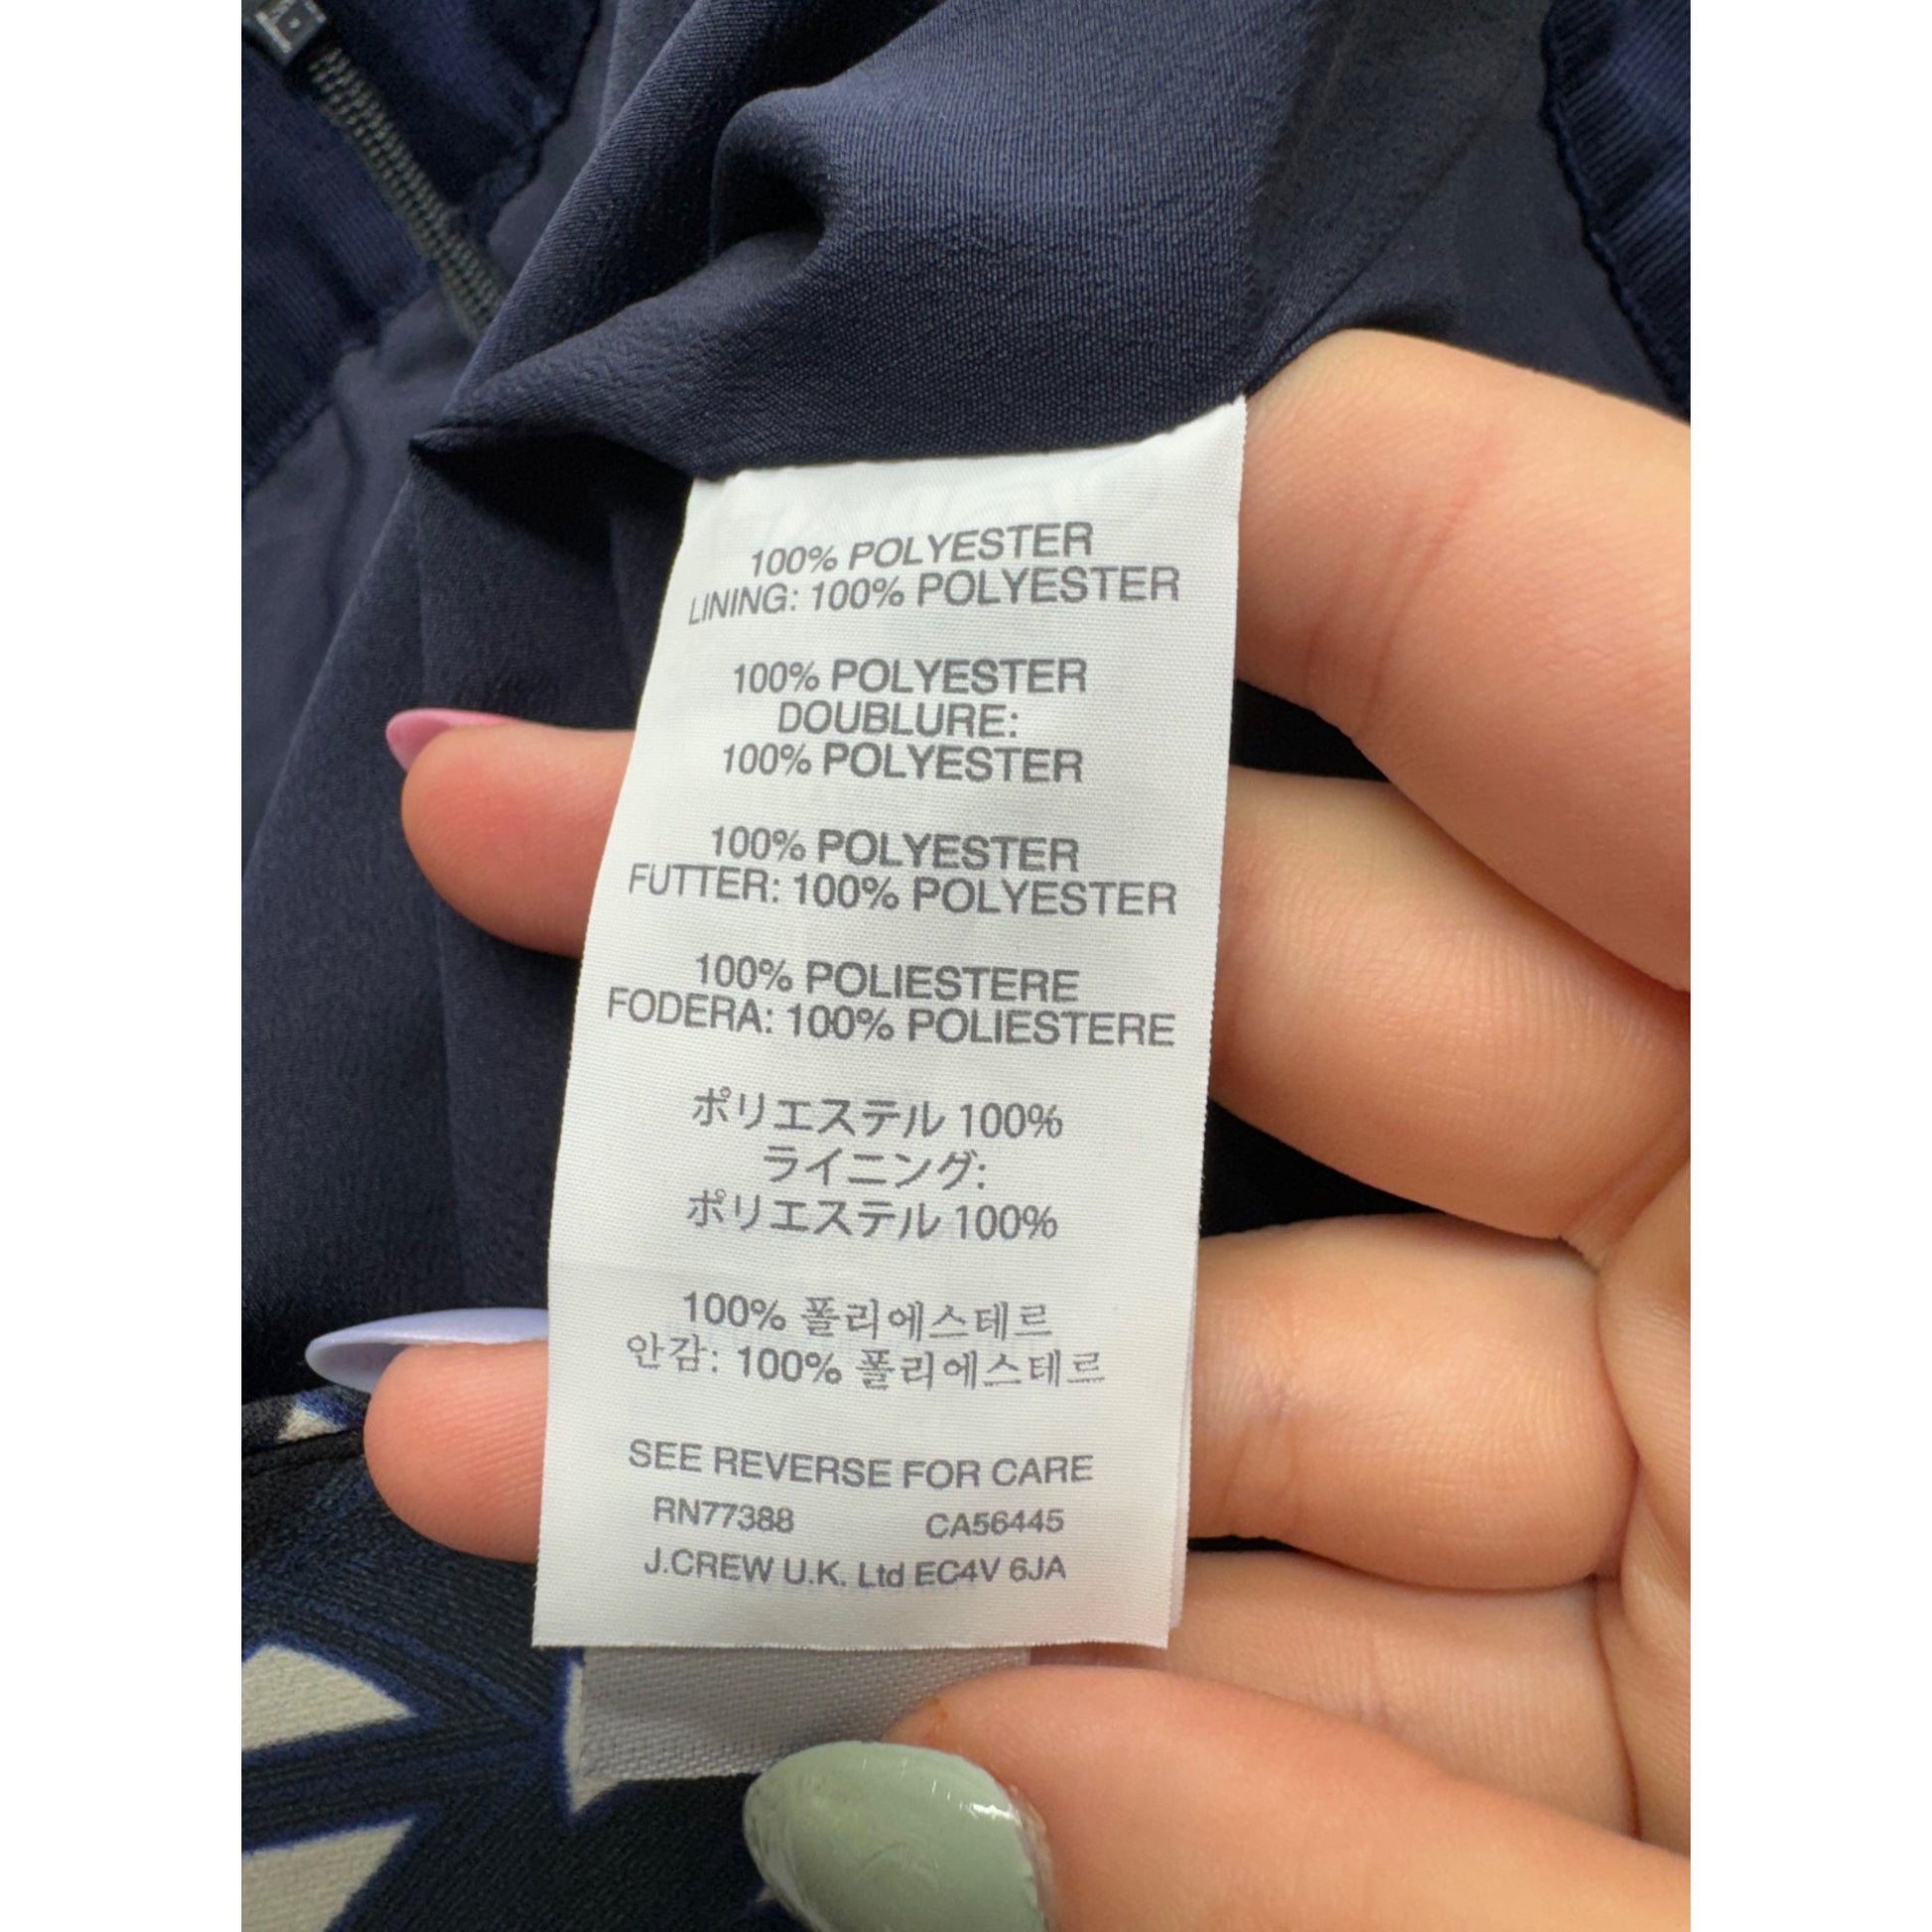 100% POLYESTER
LINING: 100% POLYESTER
100% POLYESTER
DOUBLURE:
100% POLYESTER
100% POLYESTER
FUTTER: 100% POLYESTER
100% POLIESTERE
FODERA: 100% POLIESTERE
ポリエステル 100%
ライニング:
ポリエステル 100%
100% 폴리에스테르
안감: 100% 폴리에스테르
SEE REVERSE FOR CARE
RN77388 CA56445
J.CREW U.K. Ltd EC4V 6JA